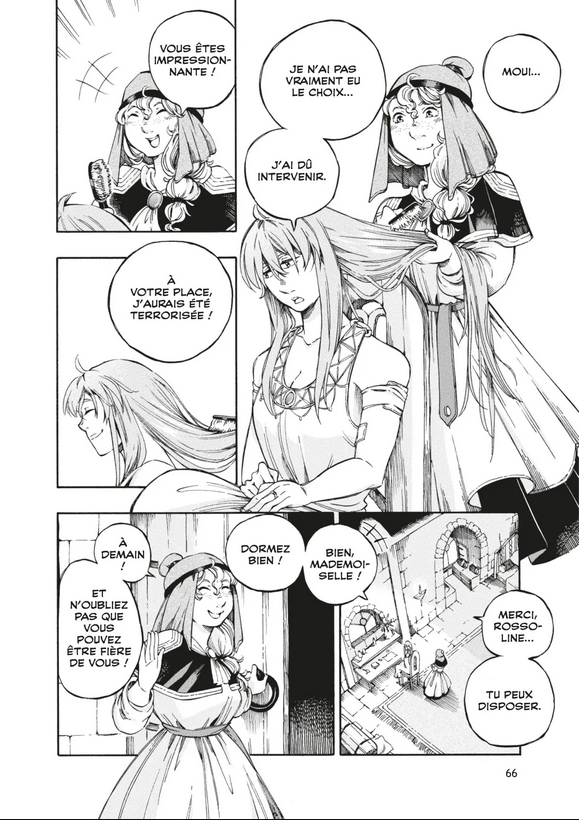 MOUI...
JE N'AI PAS
VRAIMENT EU
LE CHOIX...
J'AI DÛ
INTERVENIR.
VOUS ÊTES
IMPRESSION-
NANTE !
À
VOTRE PLACE,
J'AURAIS ÉTÉ
TERRORISÉE !
MERCI,
ROSSO-
LINE...
TU PEUX
DISPOSER.
BIEN,
MADEMOI-
SELLE !
DORMEZ
BIEN !
À
DEMAIN
!
ET
N'OUBLIEZ
PAS QUE
VOUS
POUVEZ
ÊTRE FIÈRE
DE VOUS !
66